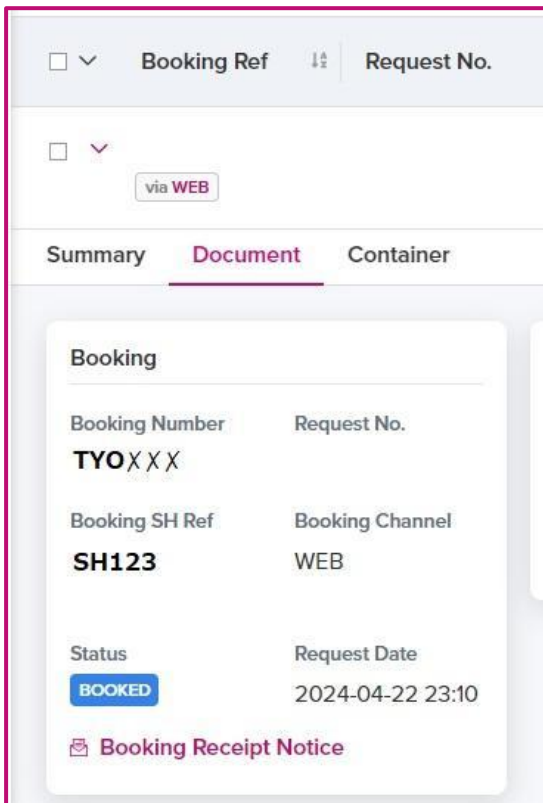 Booking Ref Request No.
via WEB
Summary Document Container
Booking
Booking Number Request No.
TYOXXX
Booking SH Ref Booking Channel
SH123 WEB
Status Request Date
BOOKED 2024-04-22 23:10
Booking Receipt Notice